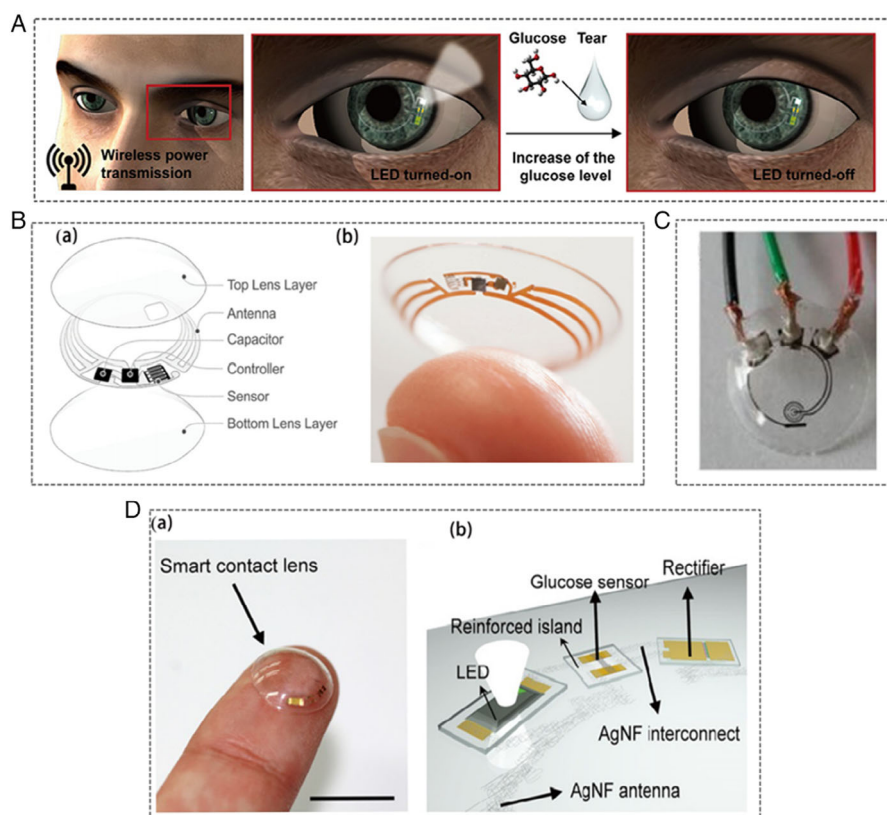 A
Wireless power
transmission
LED turned-on
Glucose Tear
Increase of the
glucose level
LED turned-off
B
(a)
Top Lens Layer
Antenna
Capacitor
Controller
Sensor
Bottom Lens Layer
(b)
C
D
(a)
Smart contact lens
(b)
Rectifier
Glucose sensor
Reinforced island
LED
AgNF interconnect
AgNF antenna